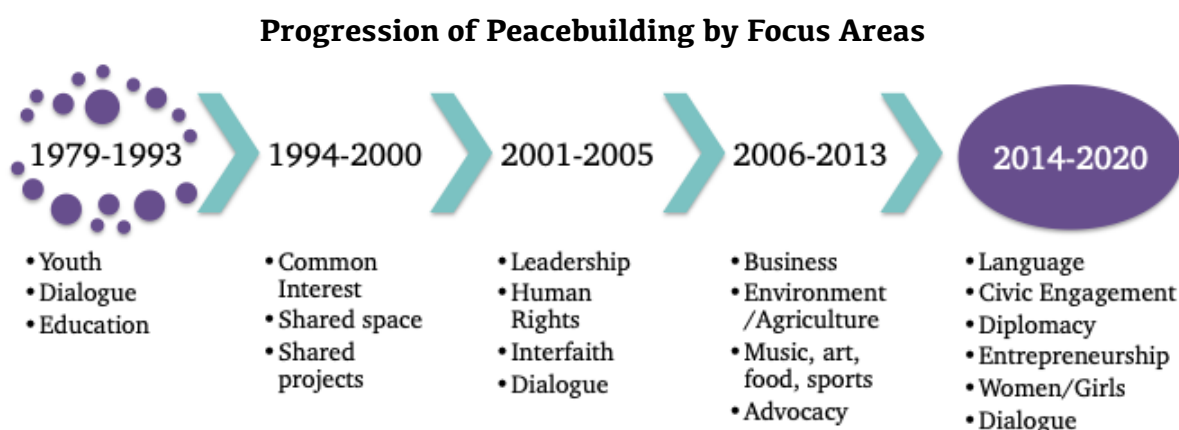 Progression of Peacebuilding by Focus Areas
1979-1993
1994-2000
2001-2005
2006-2013
2014-2020
• Youth
• Dialogue
• Education
• Common
Interest
• Shared space
• Shared
projects
• Leadership
• Human
Rights
• Interfaith
• Dialogue
• Business
• Environment
/Agriculture
• Music, art,
food, sports
• Advocacy
• Language
• Civic Engagement
• Diplomacy
• Entrepreneurship
• Women/Girls
• Dialogue